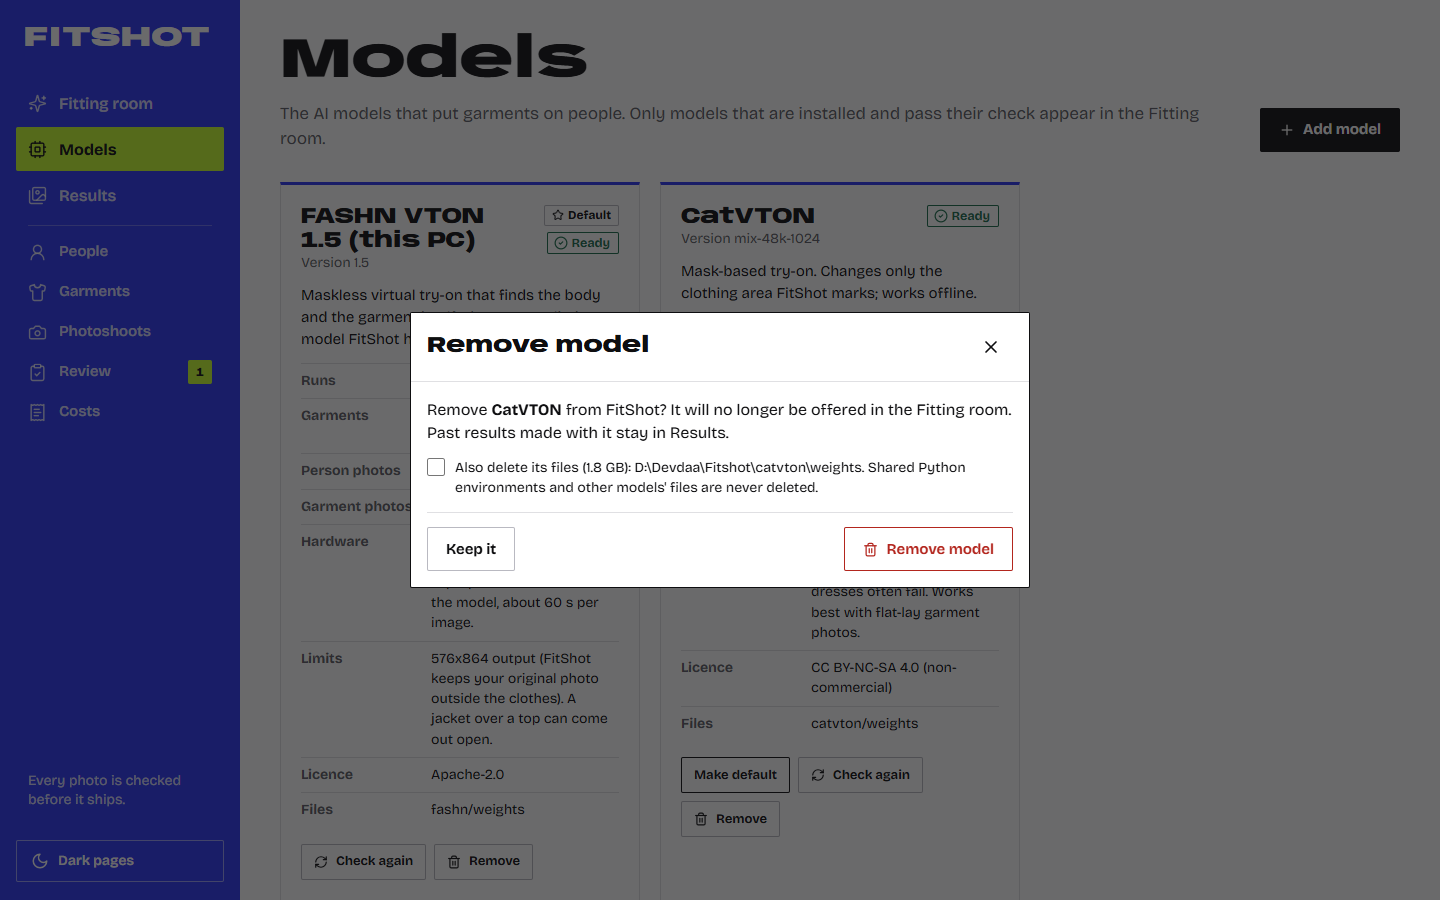 FITSHOT
Fitting room
Models
Results
People
Garments
Photoshoots
Review 1
Costs
Every photo is checked
before it ships.
Dark pages
Models
The AI models that put garments on people. Only models that are installed and pass their check appear in the Fitting
room.
Add model
FASHN VTON
1.5 (this PC)
Default
Ready
Version 1.5
Maskless virtual try-on that finds the body
and the garmen
model FitShot h
Runs
Garments
Person photos
Garment photos
Hardware
the model, about 60 s per
image.
Limits
576x864 output (FitShot
keeps your original photo
outside the clothes). A
jacket over a top can come
out open.
Licence
Apache-2.0
Files
fashn/weights
Check again
Remove
CatVTON
Ready
Version mix-48k-1024
Mask-based try-on. Changes only the
clothing area FitShot marks; works offline.
dresses often fail. Works
best with flat-lay garment
photos.
Licence
CC BY-NC-SA 4.0 (non-
commercial)
Files
catvton/weights
Make default
Check again
Remove
Remove model
Remove CatVTON from FitShot? It will no longer be offered in the Fitting room.
Past results made with it stay in Results.
Also delete its files (1.8 GB): D:\Devdaa\Fitshot\catvton\weights. Shared Python
environments and other models' files are never deleted.
Keep it
Remove model